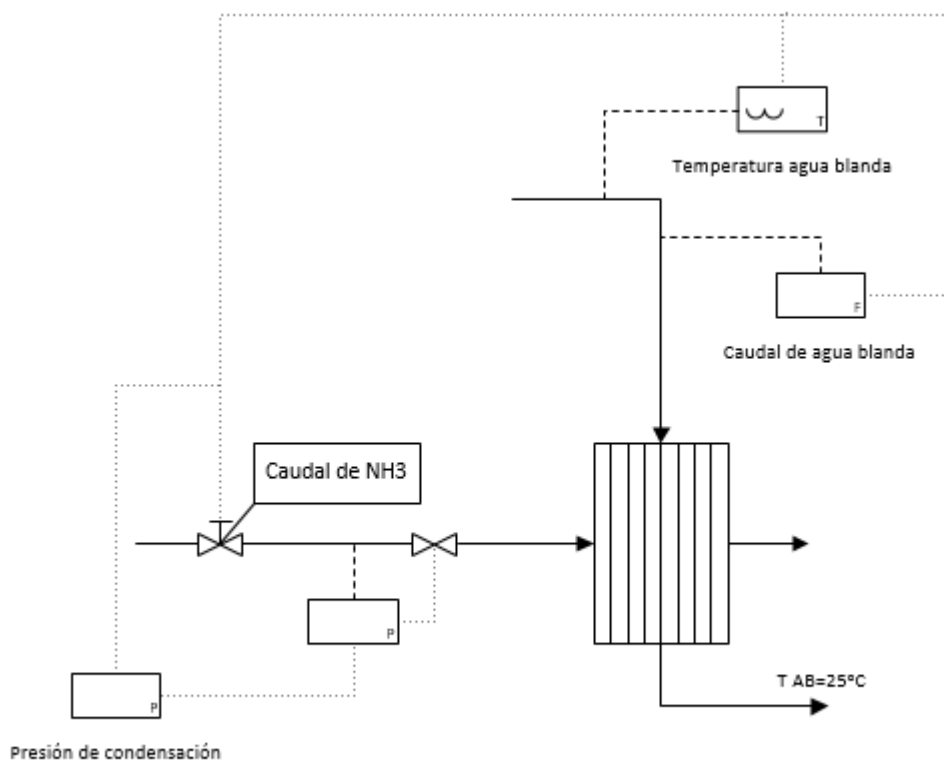 T
Temperatura agua blanda
F
Caudal de agua blanda
Caudal de NH3
P
P
T AB=25ºC
Presión de condensación